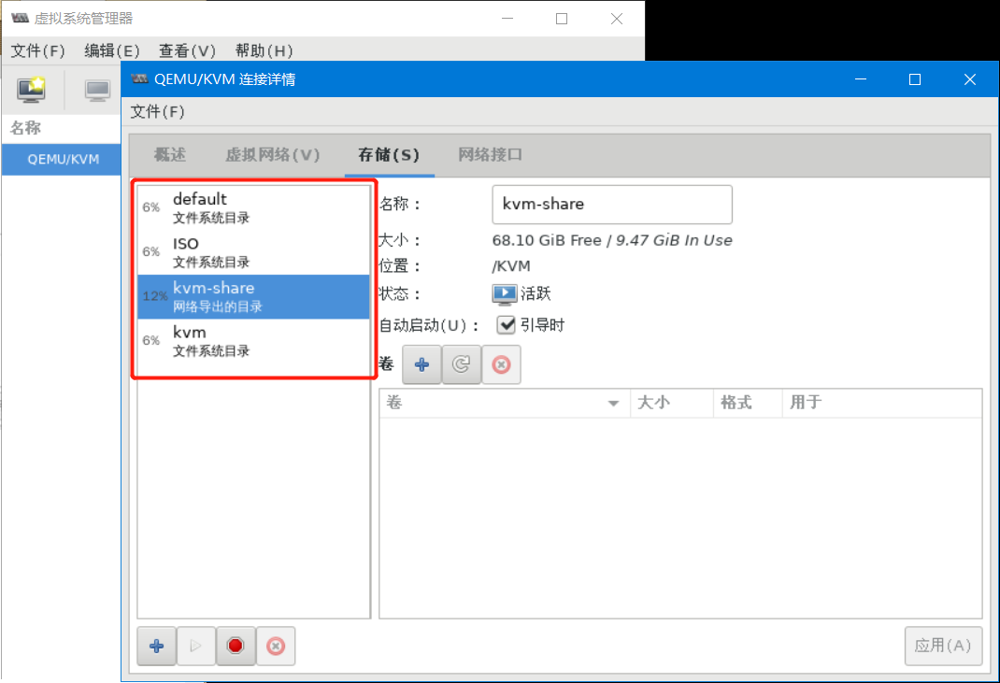 虚拟系统管理器
文件(F) 编辑(E) 查看(V) 帮助(H)
名称
QEMU/KVM
QEMU/KVM 连接详情
文件(F)
概述 虚拟网络(V) 存储(S) 网络接口
6% default
文件系统目录
6% ISO
文件系统目录
12% kvm-share
网络导出的目录
6% kvm
文件系统目录
名称: kvm-share
大小: 68.10 GiB Free / 9.47 GiB In Use
位置: /KVM
状态: 活跃
自动启动(U): 引导时
卷
卷 大小 格式 用于
应用(A)